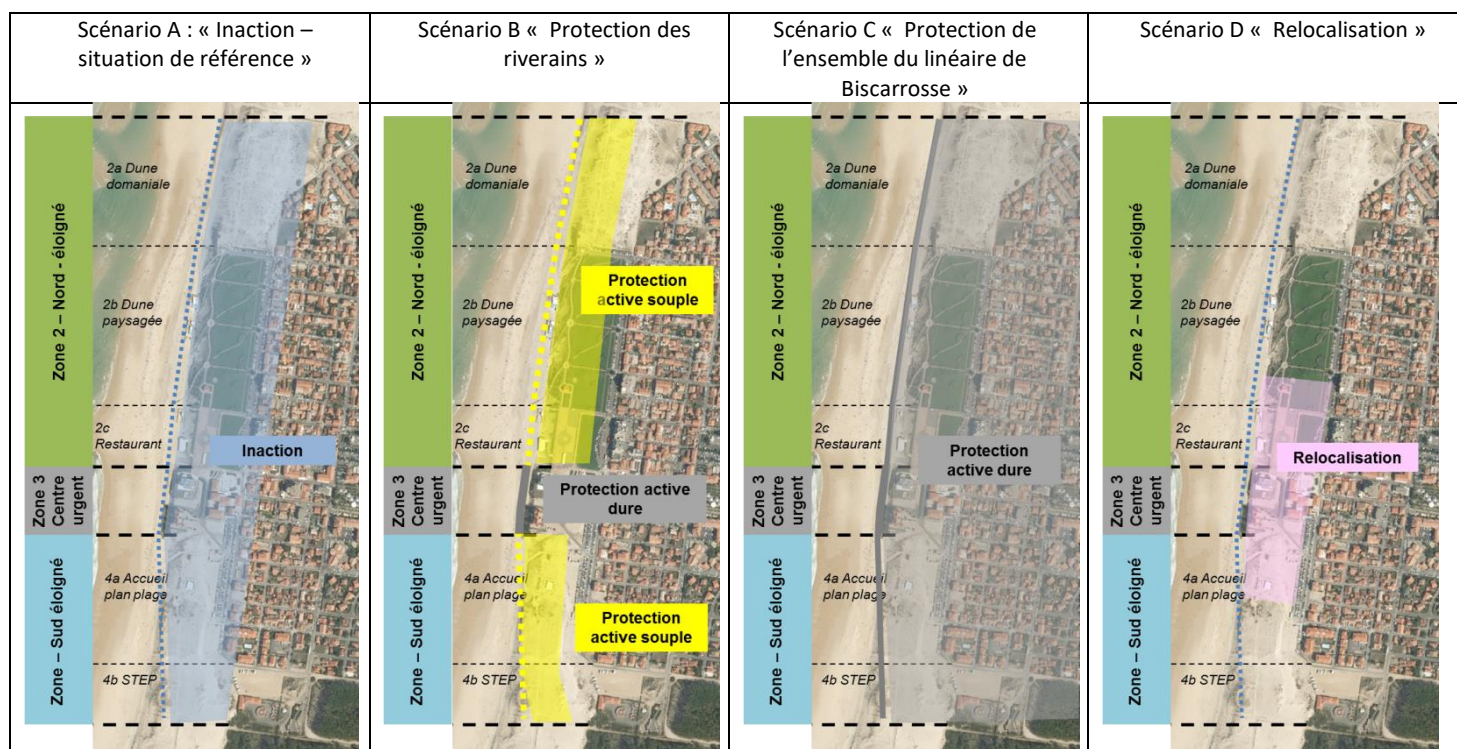 Scénario A : « Inaction –
situation de référence »
Scénario B « Protection des
riverains »
Scénario C « Protection de
l’ensemble du linéaire de
Biscarrosse »
Scénario D « Relocalisation »
Zone 2 – Nord - éloigné
Zone 3
Centre
urgent
Zone – Sud éloigné
2a Dune
domaniale
2b Dune
paysagée
2c
Restaurant
4a Accueil
plan plage
4b STEP
Inaction
Zone 2 – Nord - éloigné
Zone 3
Centre
urgent
Zone – Sud éloigné
2a Dune
domaniale
2b Dune
paysagée
2c
Restaurant
4a Accueil
plan plage
4b STEP
Protection
active souple
Protection active
dure
Protection
active souple
Zone 2 – Nord - éloigné
Zone 3
Centre
urgent
Zone – Sud éloigné
2a Dune
domaniale
2b Dune
paysagée
2c
Restaurant
4a Accueil
plan plage
4b STEP
Protection
active dure
Zone 2 – Nord - éloigné
Zone 3
Centre
urgent
Zone – Sud éloigné
2a Dune
domaniale
2b Dune
paysagée
2c
Restaurant
4a Accueil
plan plage
4b STEP
Relocalisation